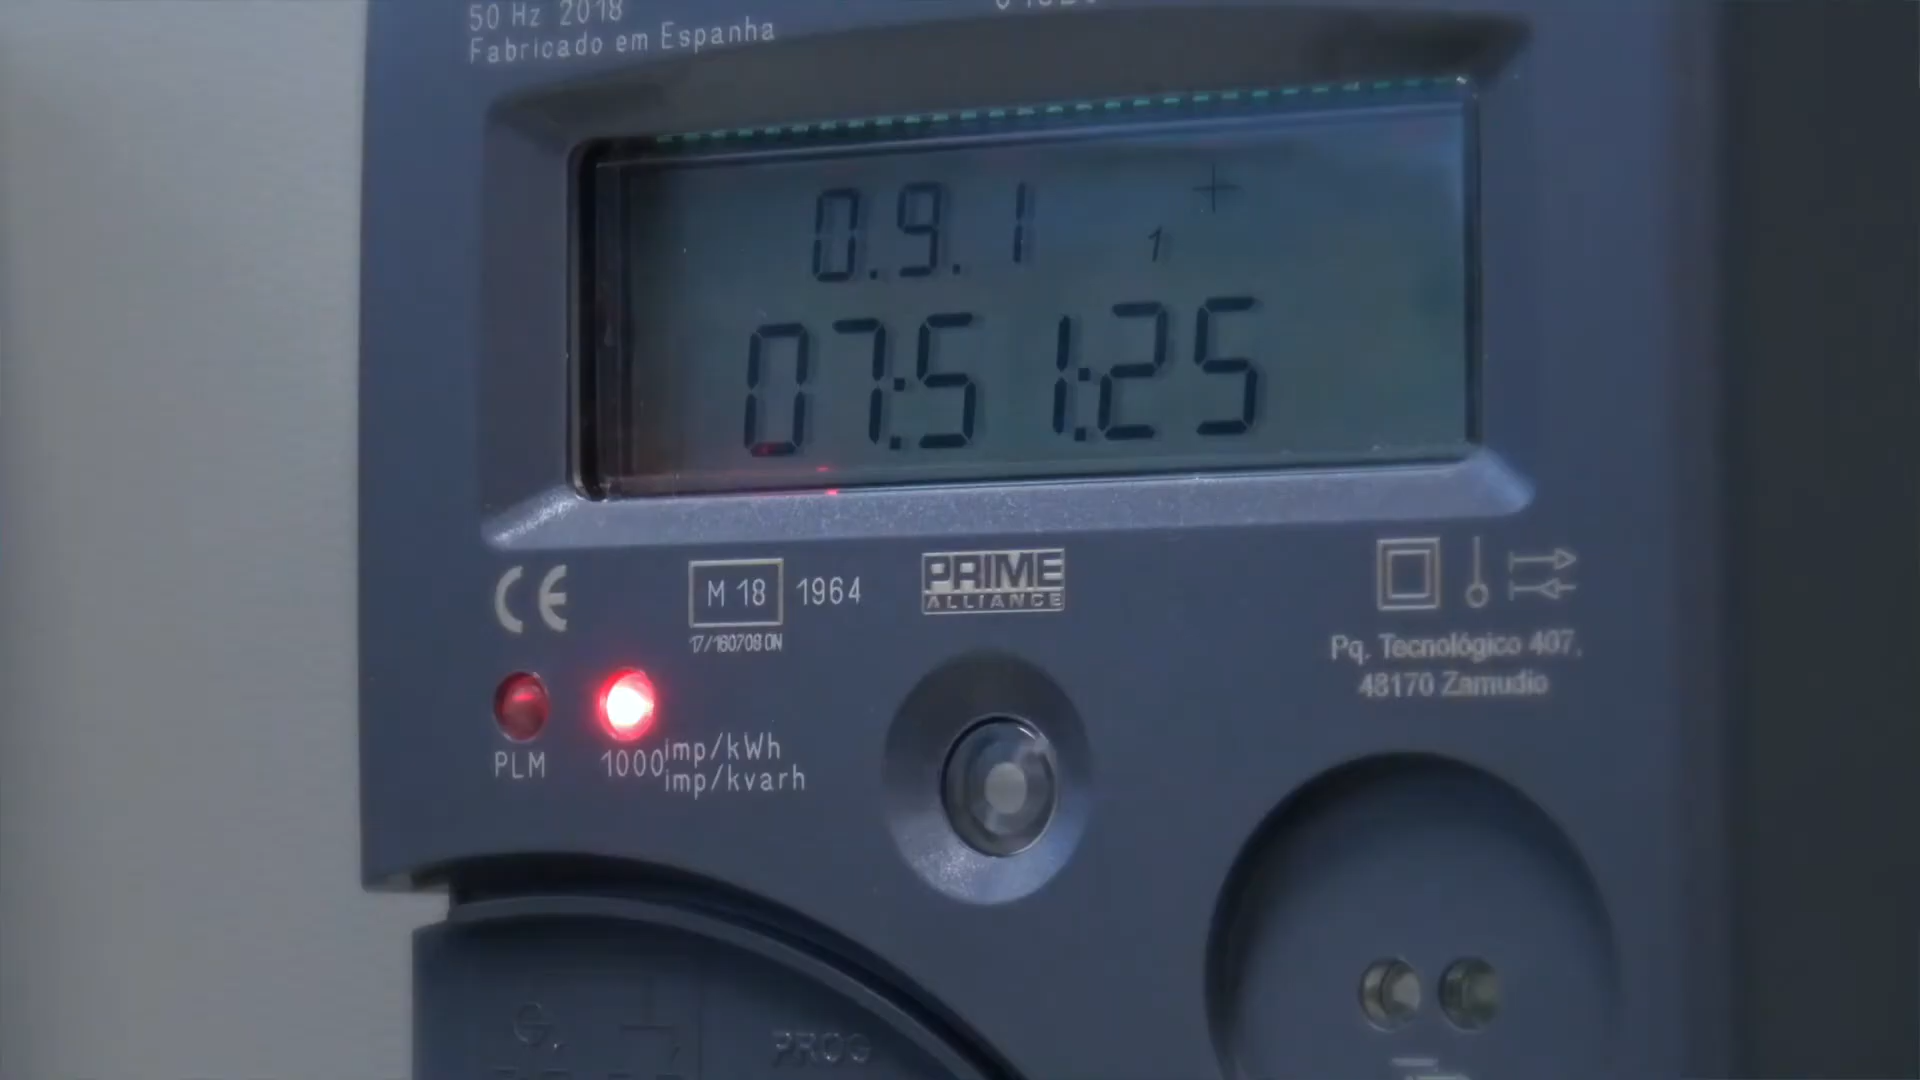 50 Hz 2018
Fabricado em Espanha
0.9.1
1
07:51:25
CE
M 18 1964
17/160708 ON
PRIME
ALLIANCE
Pq. Tecnológico 407.
48170 Zamudio
PLM
1000 imp/kWh
imp/kvarh
PROG